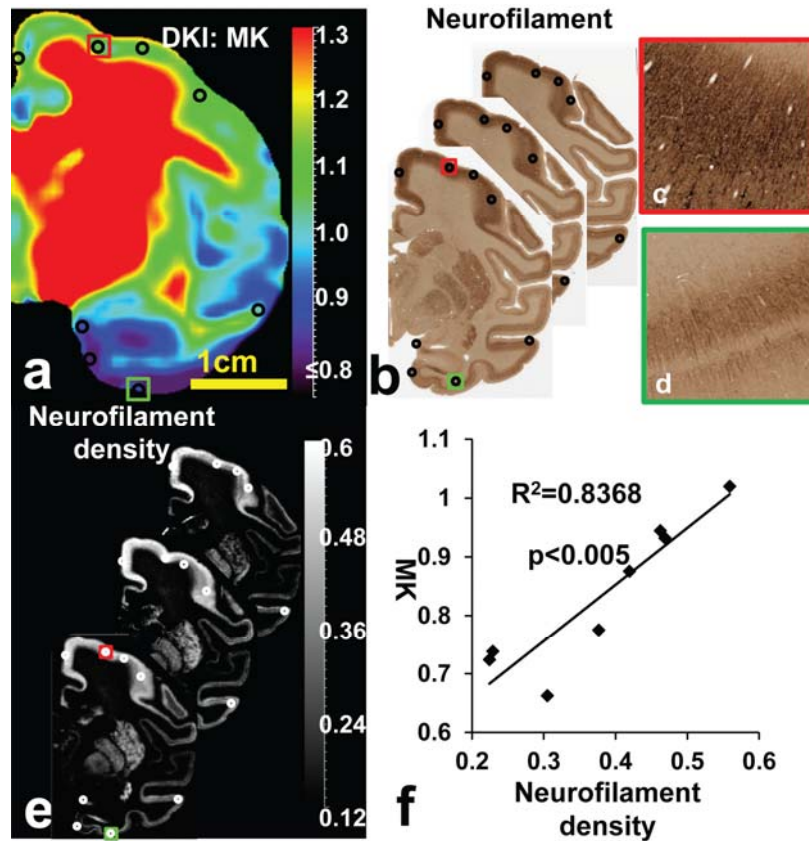 DKI: MK
1.3
1.2
1.1
1.0
0.9
≤0.8
1cm
a
Neurofilament
b
c
d
Neurofilament
density
0.6
0.48
0.36
0.24
0.12
e
1.1
1
0.9
0.8
0.7
0.6
MK
R²=0.8368
p<0.005
0.2
0.3
0.4
0.5
0.6
Neurofilament
density
f